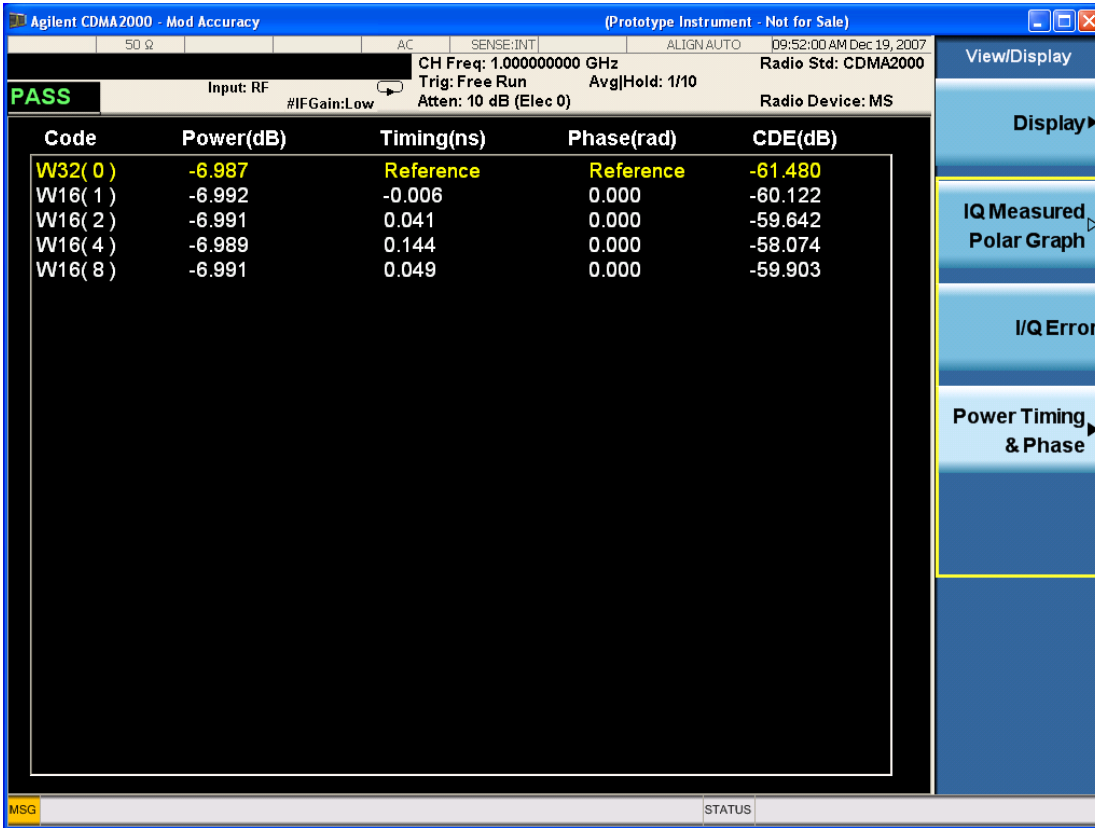 Agilent CDMA2000 - Mod Accuracy (Prototype Instrument - Not for Sale)
50 Ω AC SENSE:INT ALIGN AUTO 09:52:00 AM Dec 19, 2007
CH Freq: 1.000000000 GHz Radio Std: CDMA2000
Input: RF Trig: Free Run Avg|Hold: 1/10
PASS #IFGain:Low Atten: 10 dB (Elec 0) Radio Device: MS
Code Power(dB) Timing(ns) Phase(rad) CDE(dB)
W32( 0 ) -6.987 Reference Reference -61.480
W16( 1 ) -6.992 -0.006 0.000 -60.122
W16( 2 ) -6.991 0.041 0.000 -59.642
W16( 4 ) -6.989 0.144 0.000 -58.074
W16( 8 ) -6.991 0.049 0.000 -59.903
View/Display
Display
IQ Measured
Polar Graph
I/Q Error
Power Timing
& Phase
MSG STATUS